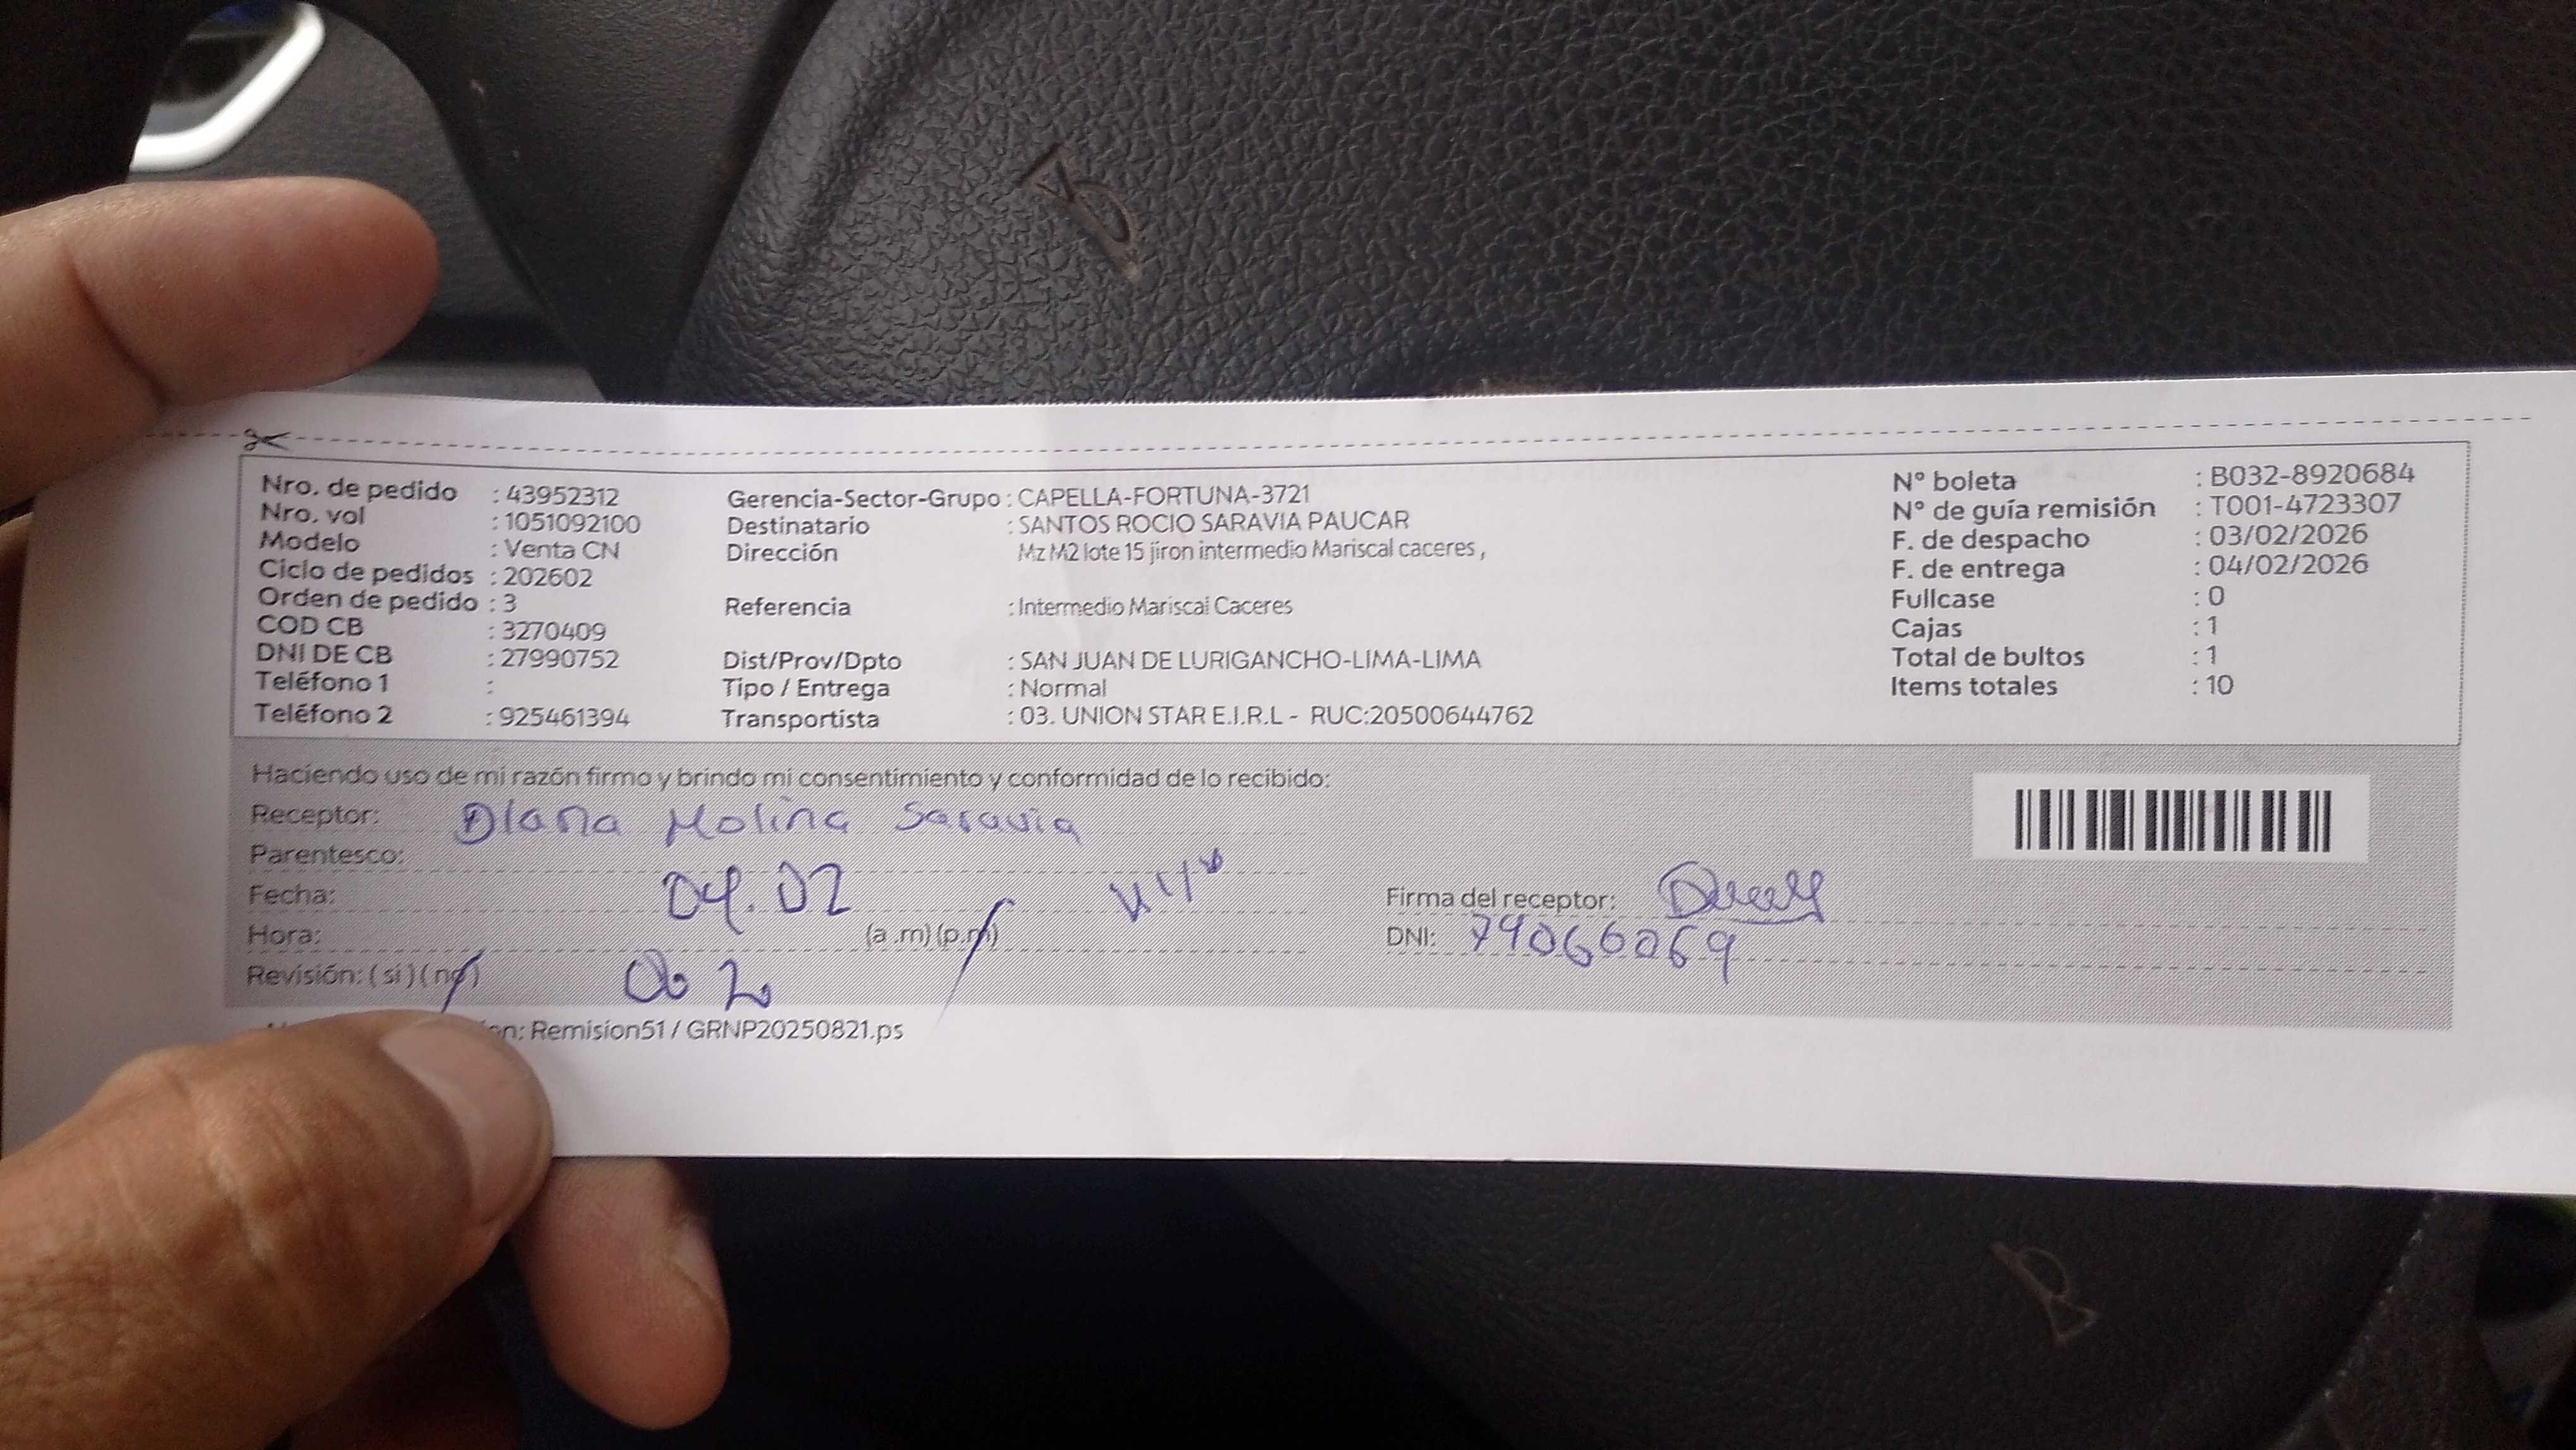 Nro. de pedido : 43952312
Nro. vol : 1051092100
Modelo : Venta CN
Ciclo de pedidos : 202602
Orden de pedido : 3
COD CB : 3270409
DNI DE CB : 27990752
Teléfono 1 :
Teléfono 2 : 925461394
Gerencia-Sector-Grupo : CAPELLA-FORTUNA-3721
Destinatario : SANTOS ROCIO SARAVIA PAUCAR
Dirección Mz M2 lote 15 jiron intermedio Mariscal caceres ,
Referencia : Intermedio Mariscal Caceres
Dist/Prov/Dpto : SAN JUAN DE LURIGANCHO-LIMA-LIMA
Tipo / Entrega : Normal
Transportista : 03. UNION STAR E.I.R.L - RUC:20500644762
N° boleta : B032-8920684
N° de guía remisión : T001-4723307
F. de despacho : 03/02/2026
F. de entrega : 04/02/2026
Fullcase : 0
Cajas : 1
Total de bultos : 1
Items totales : 10
Haciendo uso de mi razón firmo y brindo mi consentimiento y conformidad de lo recibido:
Receptor: Diana Molina Saravia
Parentesco:
Fecha: 04.02
Hora: (a .m) (p.m)
Revisión: ( si ) ( no )
Firma del receptor:
DNI: 79066069
Remision51 / GRNP20250821.ps